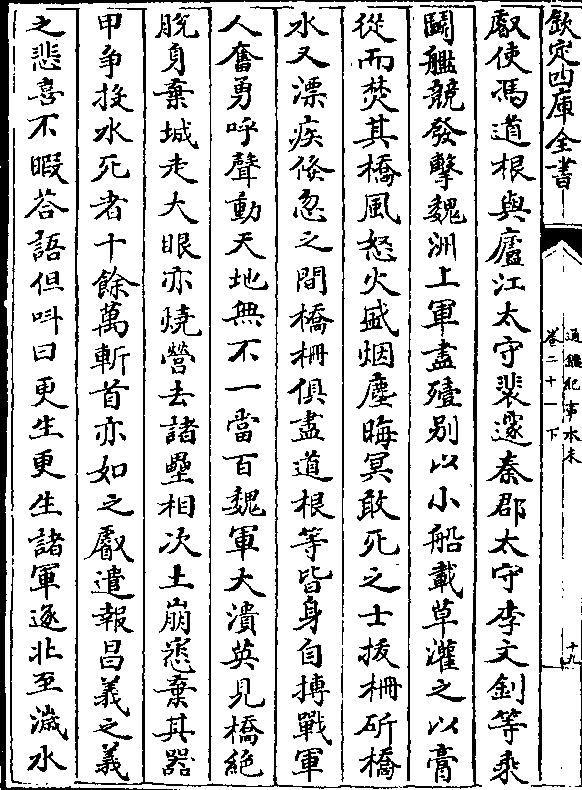 欽定四庫全書
通鑑紀事本末
卷二十一下
十九
叡使馮道根與廬江太守裴邃秦郡太守李文釗等乘
鬬艦競發擊魏洲上軍盡殪别以小船載草灌之以膏
從而焚其橋風怒火盛烟塵晦冥敢死之士拔柵斫橋
水又漂疾倐忽之間橋柵俱盡道根等皆身自搏戰軍
人奮勇呼聲動天地無不一當百魏軍大潰英見橋絶
脱身棄城走大眼亦燒營去諸壘相次土崩悉棄其器
甲争投水死者十餘萬斬首亦如之叡遣報昌義之義
之悲喜不暇荅語但呌曰更生更生諸軍逐北至濊水